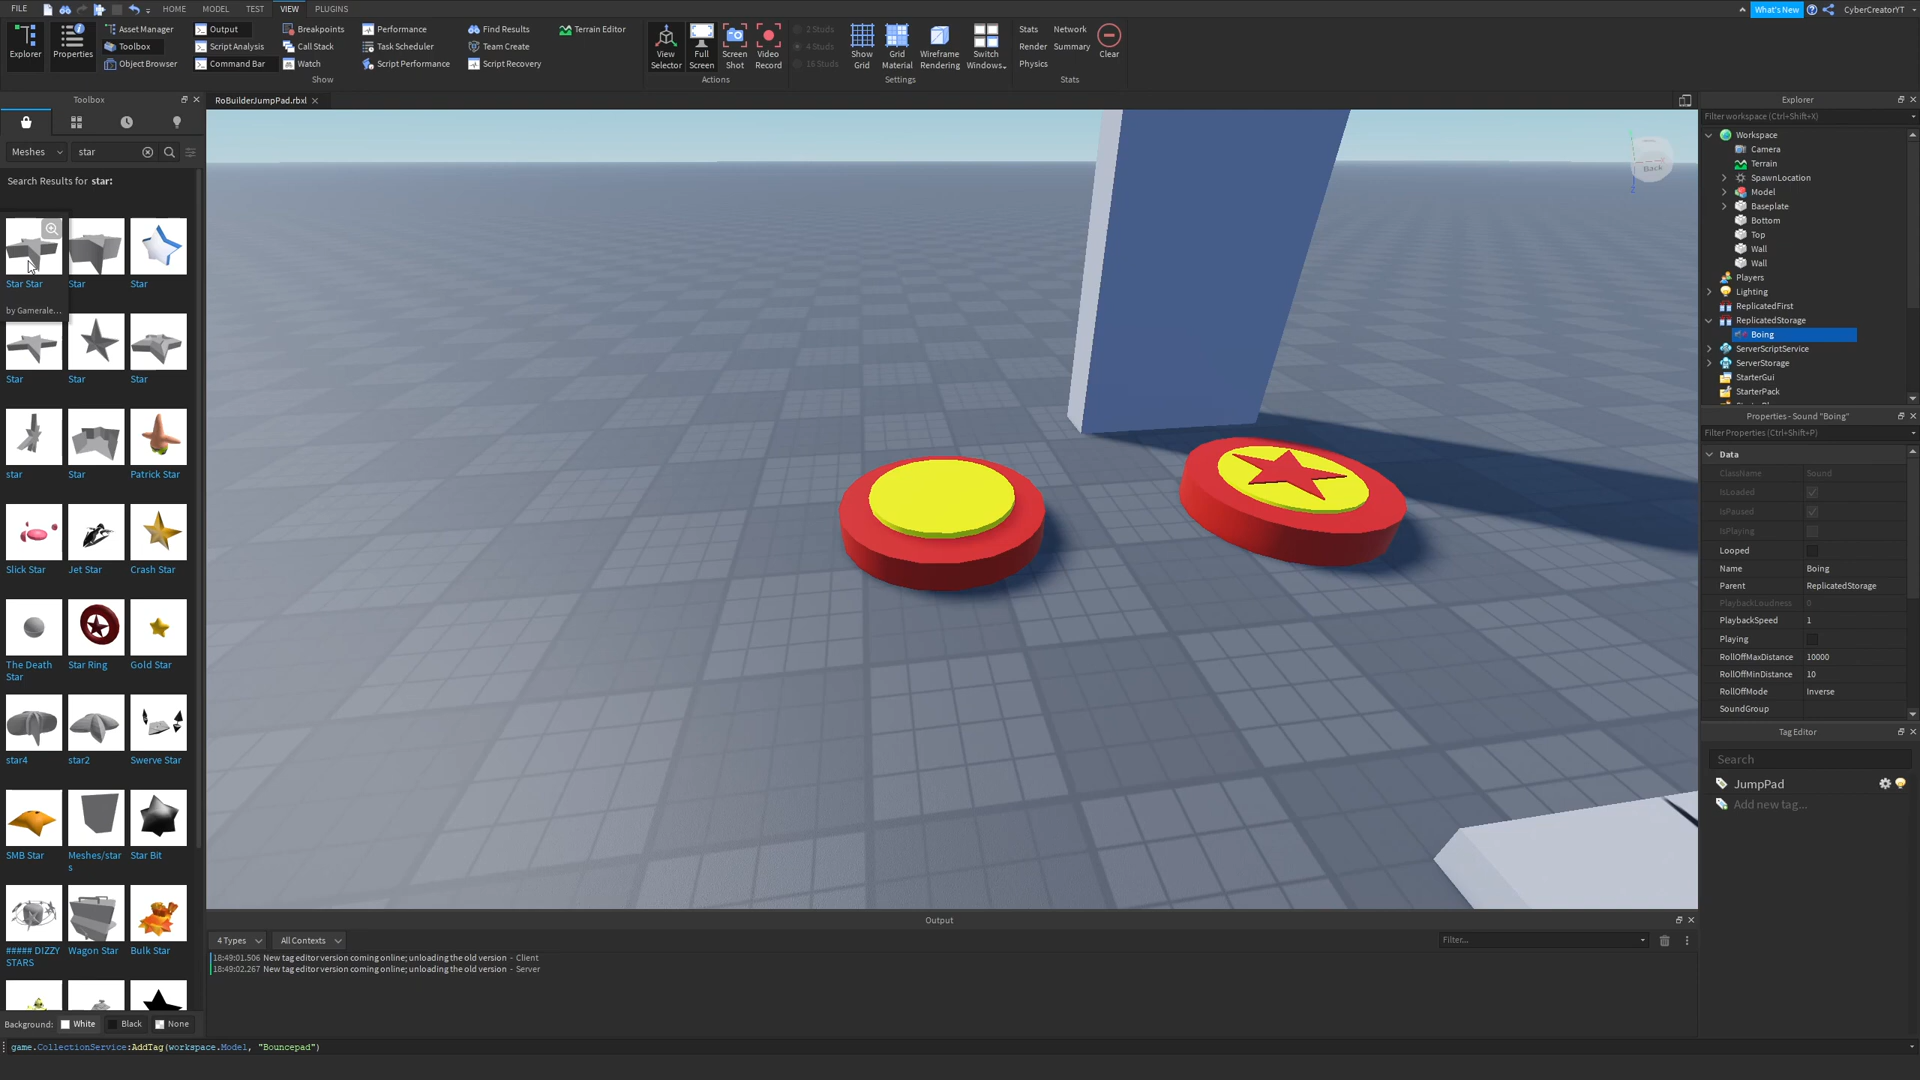 FILE
HOME MODEL TEST VIEW PLUGINS
What's New
CyberCreatorYT
Explorer
Properties
Asset Manager
Toolbox
Object Browser
Output
Script Analysis
Command Bar
Breakpoints
Call Stack
Watch
Performance
Task Scheduler
Script Performance
Find Results
Team Create
Script Recovery
Terrain Editor
Show
View Selector
Full Screen
Screen Shot
Video Record
Actions
2 Studs
4 Studs
16 Studs
Show Grid
Grid Material
Wireframe Rendering
Switch Windows
Settings
Stats
Render
Physics
Network
Summary
Clear
Stats
Toolbox
Meshes
star
Search Results for star:
Star Star
Star
Star
by Gamerale...
Star
Star
Star
star
Star
Patrick Star
Slick Star
Jet Star
Crash Star
The Death Star
Star Ring
Gold Star
star4
star2
Swerve Star
SMB Star
Meshes/stars
Star Bit
##### DIZZY STARS
Wagon Star
Bulk Star
Background: White Black None
game.CollectionService:AddTag(workspace.Model, "Bouncepad")
RoBuilderJumpPad.rbxl
Back
Output
4 Types
All Contexts
Filter...
18:49:01.506 New tag editor version coming online; unloading the old version - Client
18:49:02.267 New tag editor version coming online; unloading the old version - Server
Explorer
Filter workspace (Ctrl+Shift+X)
Workspace
Camera
Terrain
SpawnLocation
Model
Baseplate
Bottom
Top
Wall
Wall
Players
Lighting
ReplicatedFirst
ReplicatedStorage
Boing
ServerScriptService
ServerStorage
StarterGui
StarterPack
Properties - Sound "Boing"
Filter Properties (Ctrl+Shift+P)
Data
ClassName Sound
IsLoaded
IsPaused
IsPlaying
Looped
Name Boing
Parent ReplicatedStorage
PlaybackLoudness 0
PlaybackSpeed 1
Playing
RollOffMaxDistance 10000
RollOffMinDistance 10
RollOffMode Inverse
SoundGroup
Tag Editor
Search
JumpPad
Add new tag...